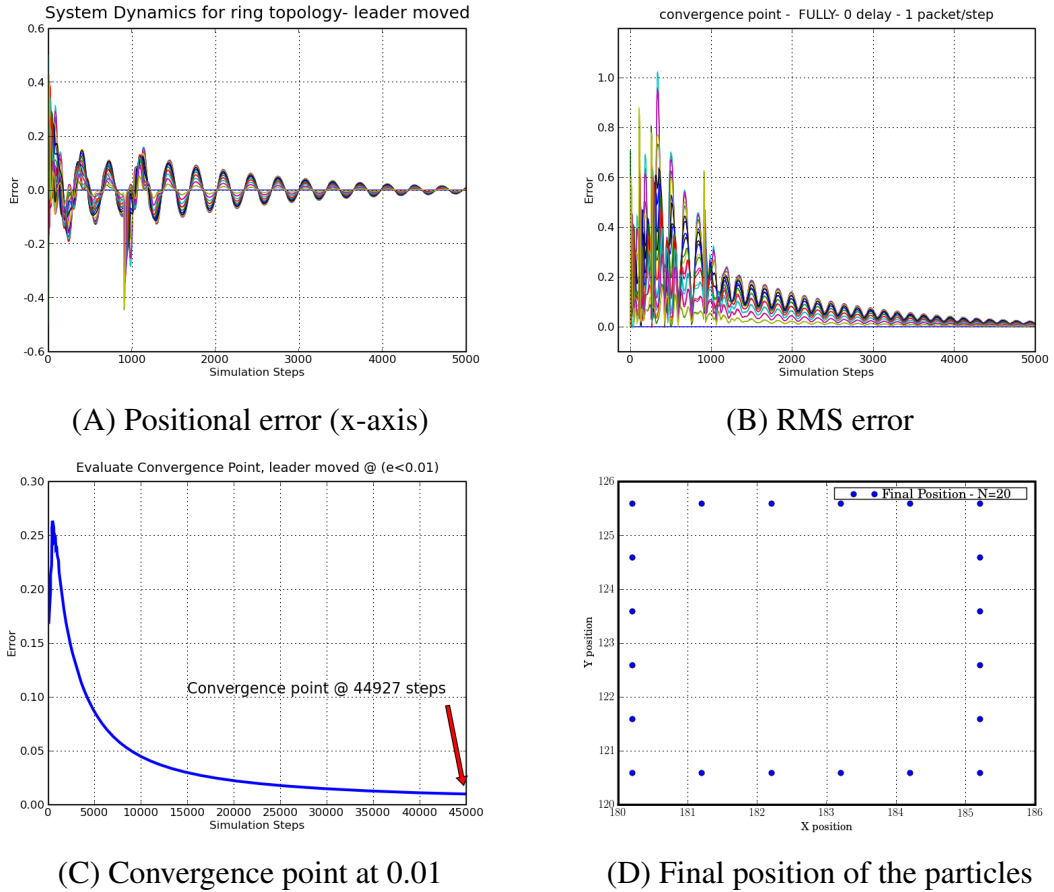 System Dynamics for ring topology- leader moved
0.6
0.4
0.2
0.0
-0.2
-0.4
-0.6
Error
0 1000 2000 3000 4000 5000
Simulation Steps
(A) Positional error (x-axis)
convergence point - FULLY- 0 delay - 1 packet/step
1.0
0.8
0.6
0.4
0.2
0.0
Error
0 1000 2000 3000 4000 5000
Simulation Steps
(B) RMS error
Evaluate Convergence Point, leader moved @ (e<0.01)
0.30
0.25
0.20
0.15
0.10
0.05
0.00
Error
Convergence point @ 44927 steps
0 5000 10000 15000 20000 25000 30000 35000 40000 45000
Simulation Steps
(C) Convergence point at 0.01
Final Position - N=20
126
125
124
123
122
121
120
Y position
180 181 182 183 184 185 186
X position
(D) Final position of the particles